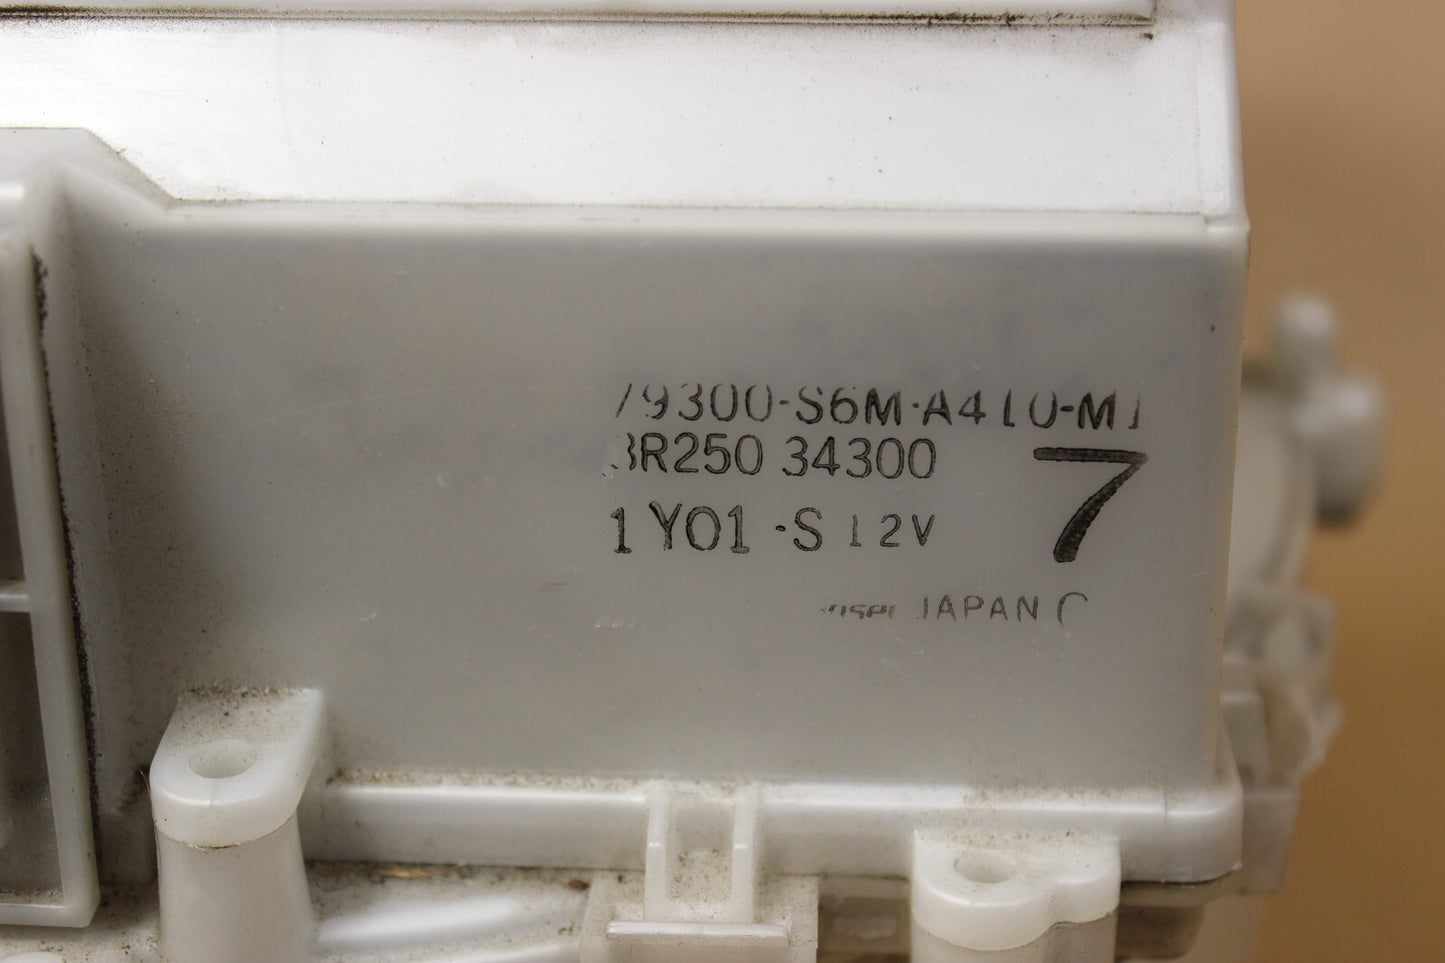 79300-S6M-A410-M1
3R250 34300
7
1Y01-S 12V
JAPAN